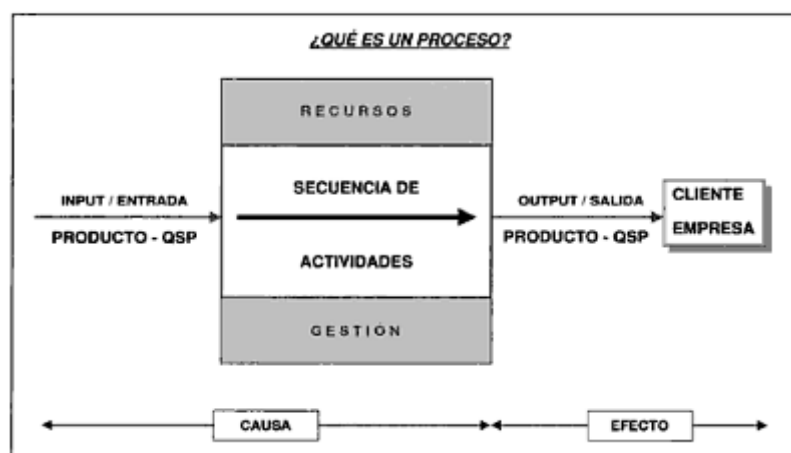 ¿QUÉ ES UN PROCESO?
RECURSOS
INPUT / ENTRADA
PRODUCTO - QSP
SECUENCIA DE
ACTIVIDADES
OUTPUT / SALIDA
PRODUCTO - QSP
CLIENTE
EMPRESA
GESTIÓN
CAUSA
EFECTO